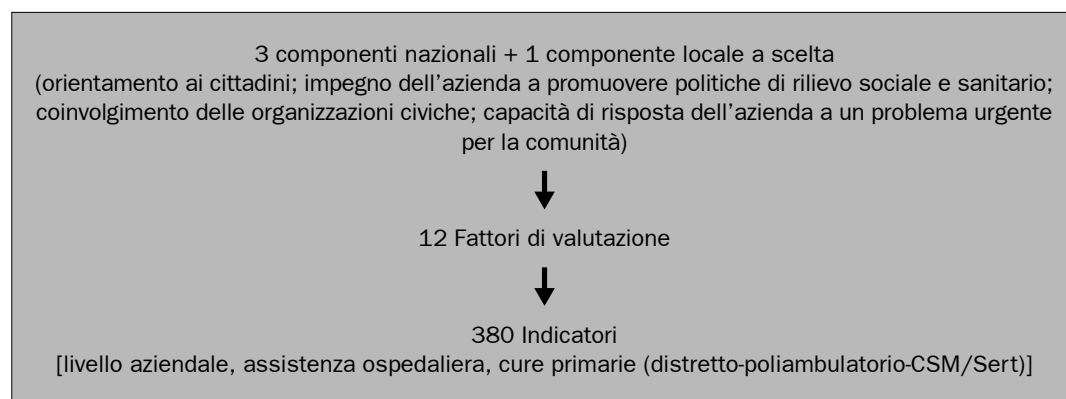 3 componenti nazionali + 1 componente locale a scelta
(orientamento ai cittadini; impegno dell'azienda a promuovere politiche di rilievo sociale e sanitario;
coinvolgimento delle organizzazioni civiche; capacità di risposta dell'azienda a un problema urgente
per la comunità)
12 Fattori di valutazione
380 Indicatori
[livello aziendale, assistenza ospedaliera, cure primarie (distretto-poliambulatorio-CSM/Sert)]